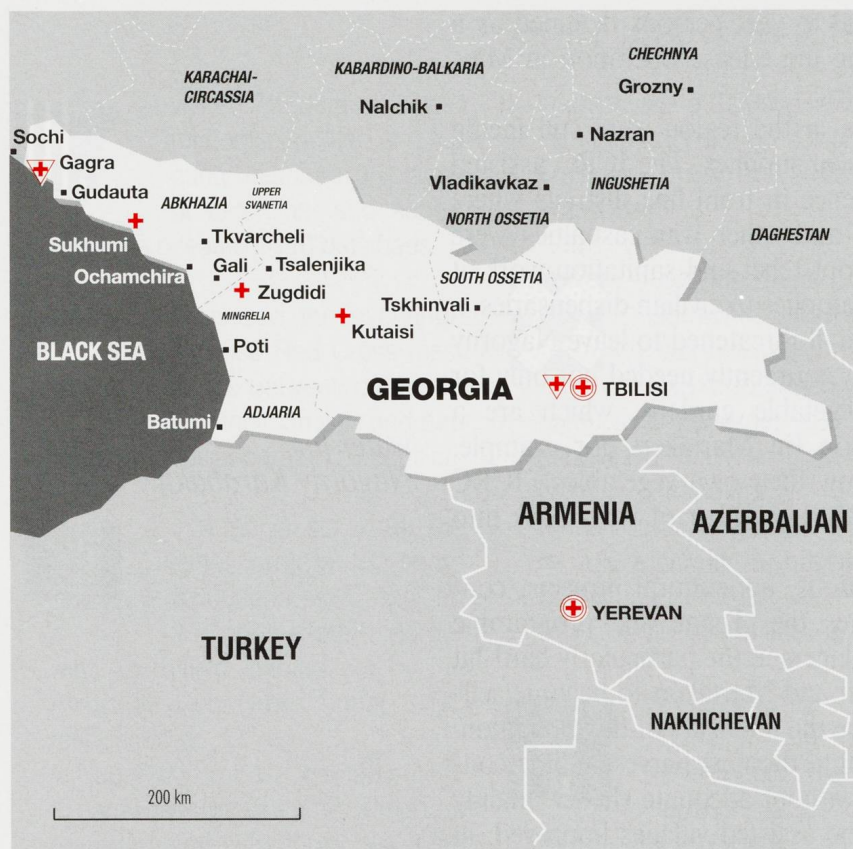 CHECHNYA
KARACHAI-
CIRCASSIA
KABARDINO-BALKARIA
Grozny
Nalchik
Sochi
Nazran
Gagra
Gudauta
ABKHAZIA
UPPER
SVANETIA
Vladikavkaz
INGUSHETIA
NORTH OSSETIA
DAGHESTAN
Sukhumi
Tkvarcheli
Ochamchira
Gali
Tsalenjika
SOUTH OSSETIA
Zugdidi
Tskhinvali
MINGRELIA
Kutaisi
BLACK SEA
Poti
GEORGIA
TBILISI
Batumi
ADJARIA
ARMENIA
AZERBAIJAN
YEREVAN
TURKEY
NAKHICHEVAN
200 km